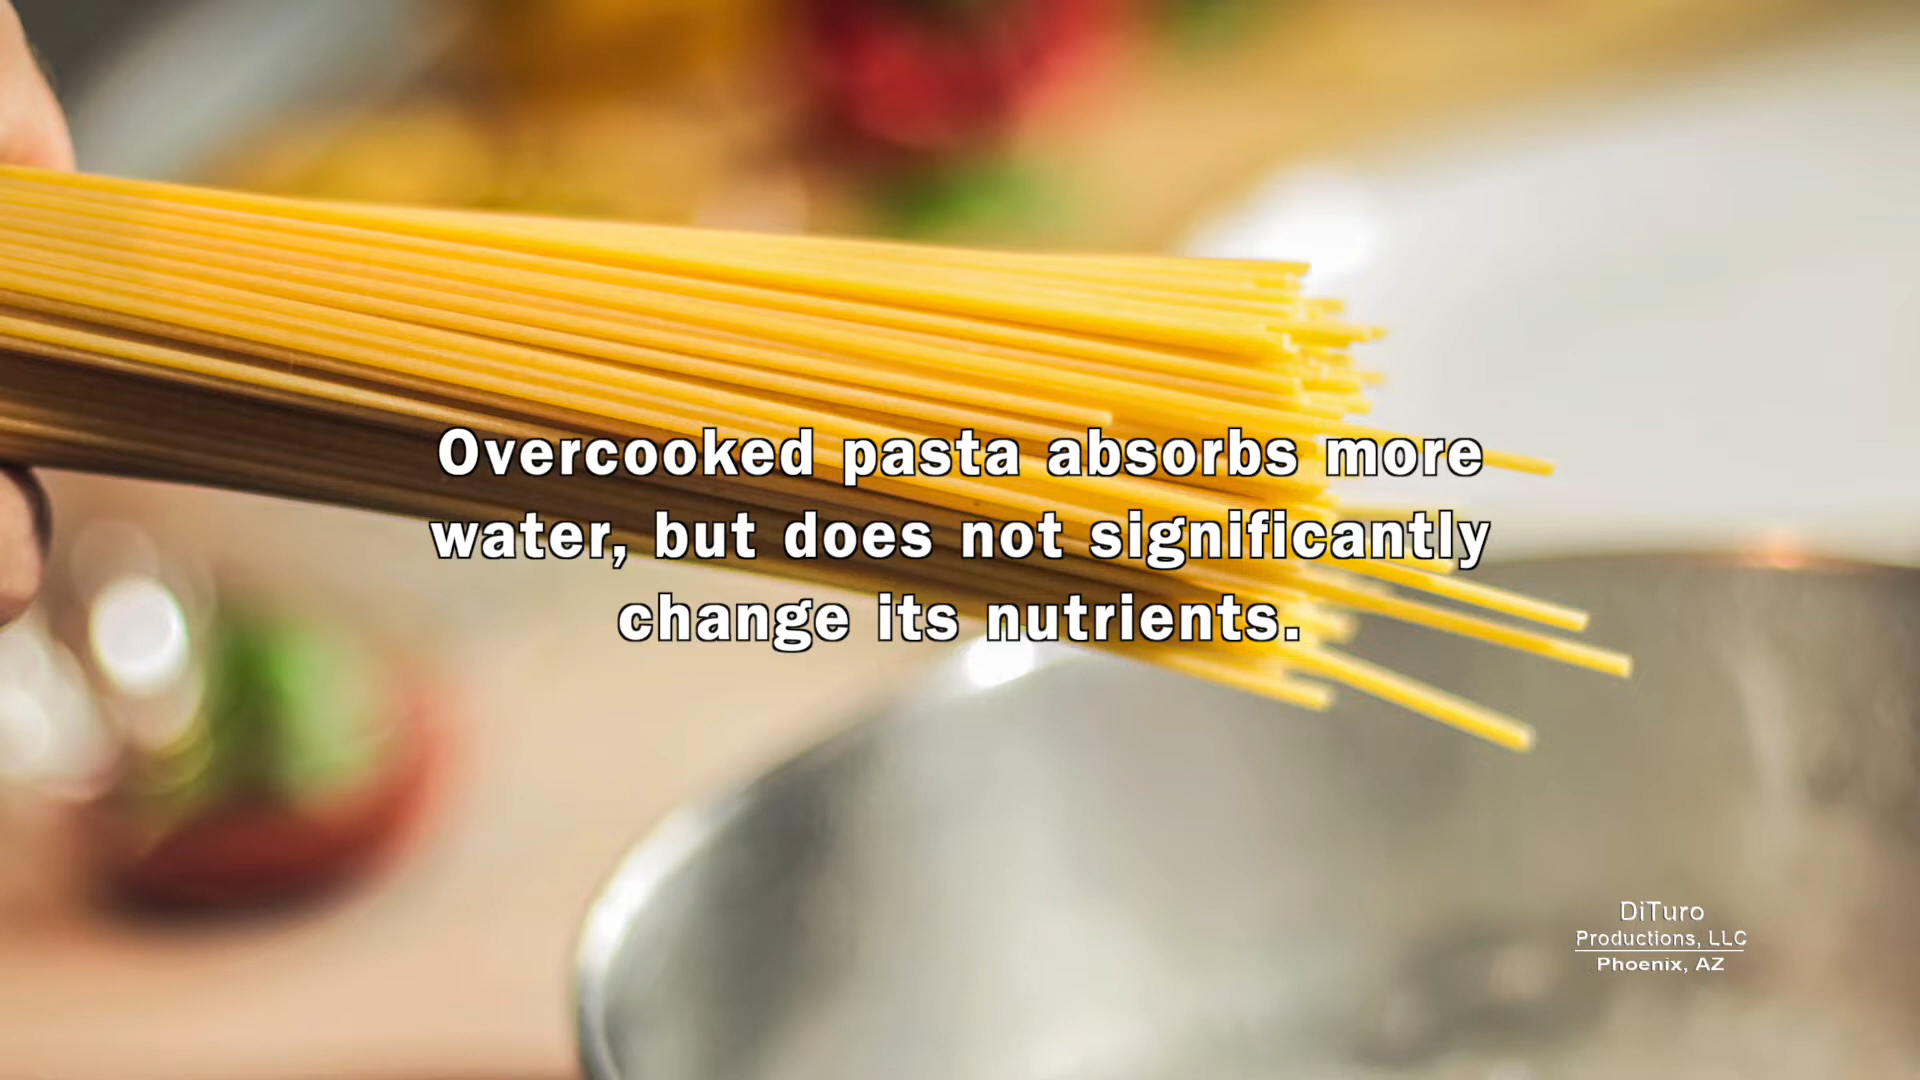 Overcooked pasta absorbs more
water, but does not significantly
change its nutrients.
DiTuro
Productions, LLC
Phoenix, AZ